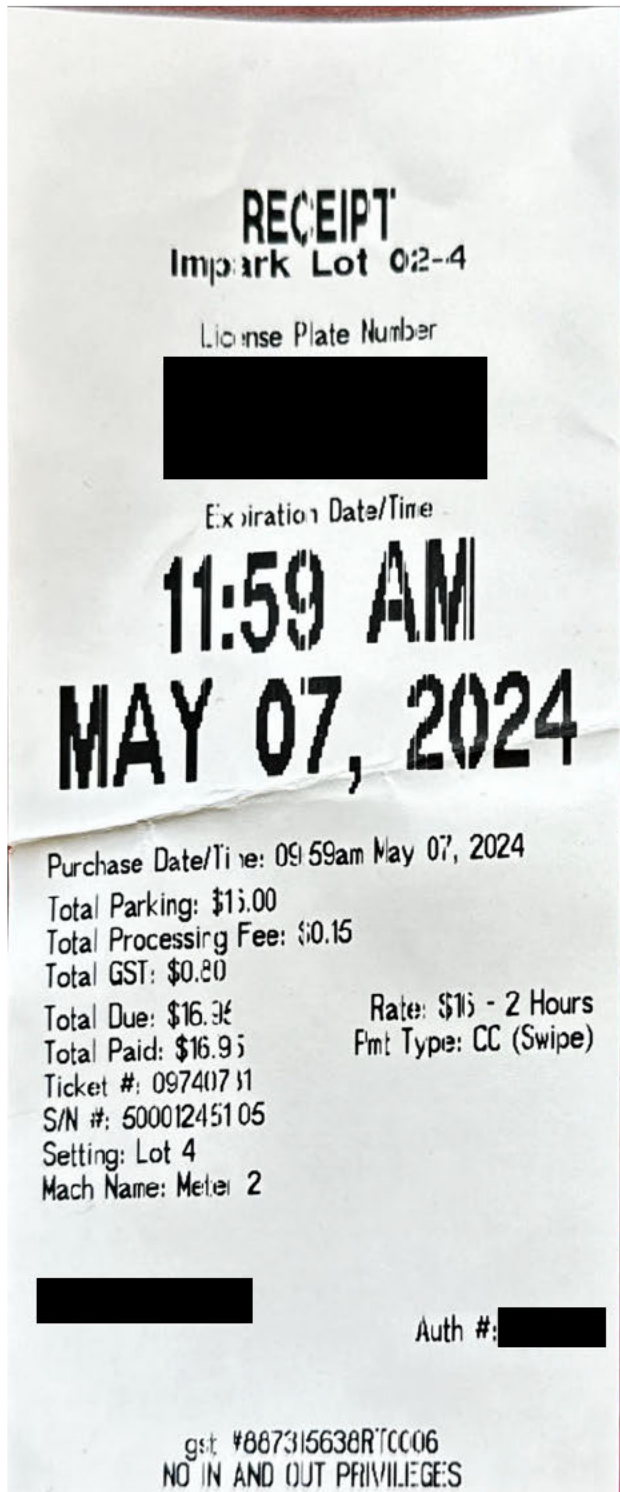 RECEIPT
Impark Lot 02-4
License Plate Number
Expiration Date/Time
11:59 AM
MAY 07, 2024
Purchase Date/Time: 09:59am May 07, 2024
Total Parking: $16.00
Total Processing Fee: $0.15
Total GST: $0.80
Total Due: $16.95
Rate: $16 - 2 Hours
Total Paid: $16.95
Pmt Type: CC (Swipe)
Ticket #:
S/N #: 50001245105
Setting: Lot 4
Mach Name: Meter 2
Auth #:
gst #887315638RT0006
NO IN AND OUT PRIVILEGES